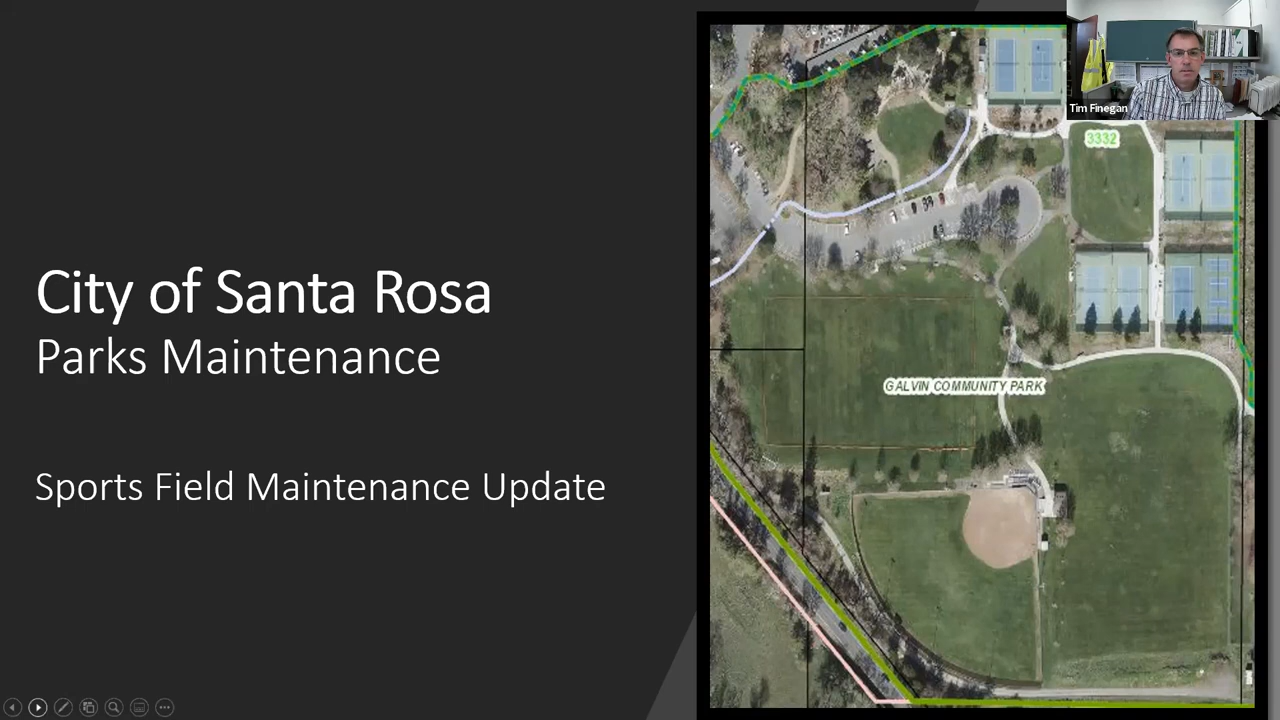 City of Santa Rosa
Parks Maintenance
Sports Field Maintenance Update
Tim Finegan
3332
GALVIN COMMUNITY PARK